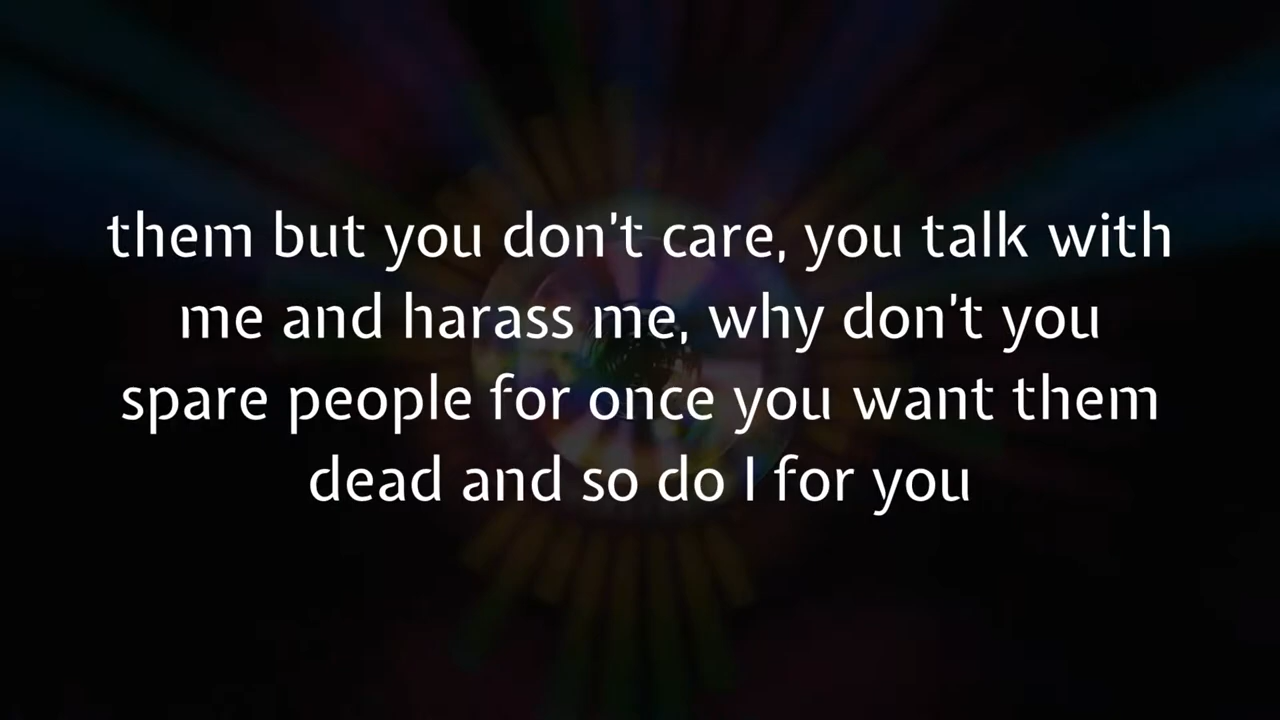 them but you don't care, you talk with
me and harass me, why don't you
spare people for once you want them
dead and so do I for you